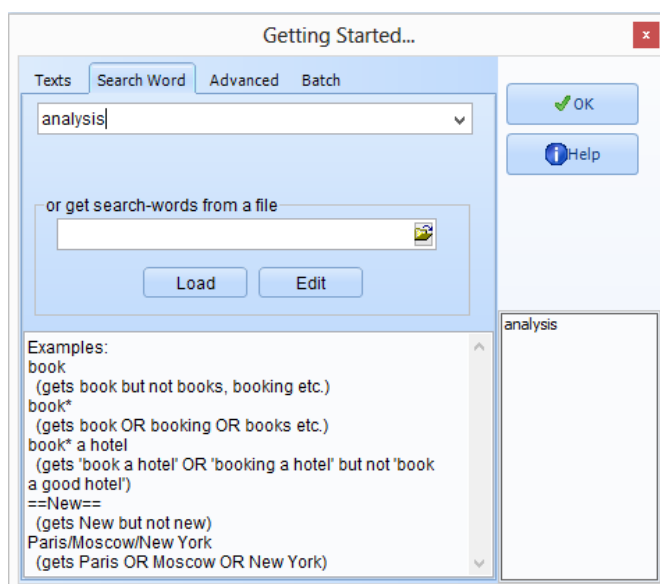 Getting Started...
x
Texts Search Word Advanced Batch
analysis
OK
Help
or get search-words from a file
Load Edit
analysis
Examples:
book
(gets book but not books, booking etc.)
book*
(gets book OR booking OR books etc.)
book* a hotel
(gets 'book a hotel' OR 'booking a hotel' but not 'book
a good hotel')
==New==
(gets New but not new)
Paris/Moscow/New York
(gets Paris OR Moscow OR New York)